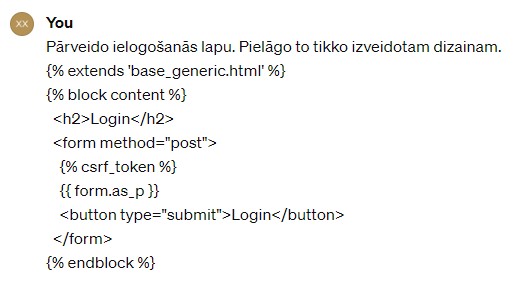 XX You
Pārveido ielogošanās lapu. Pielāgo to tikko izveidotam dizainam.
{% extends 'base_generic.html' %}
{% block content %}
<h2>Login</h2>
<form method="post">
{% csrf_token %}
{{ form.as_p }}
<button type="submit">Login</button>
</form>
{% endblock %}